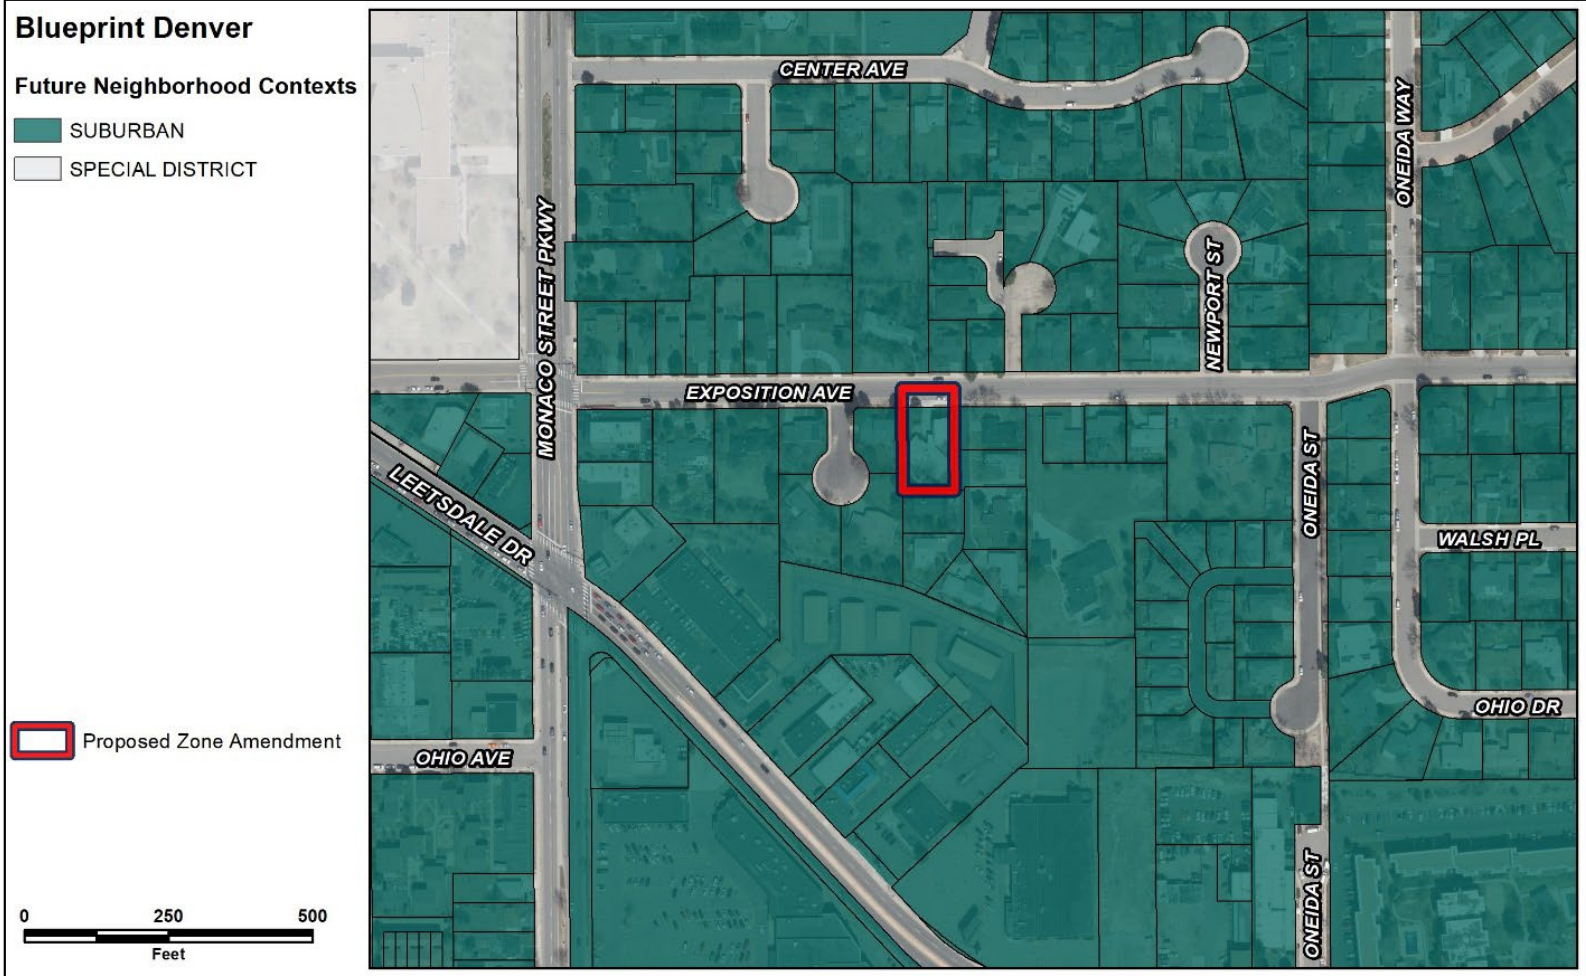 Blueprint Denver
Future Neighborhood Contexts
SUBURBAN
SPECIAL DISTRICT
Proposed Zone Amendment
0 250 500
Feet
CENTER AVE
ONEIDA WAY
MONACO STREET PKWY
NEWPORT ST
EXPOSITION AVE
LEETSDALE DR
ONEIDA ST
WALSH PL
OHIO DR
OHIO AVE
ONEIDA ST